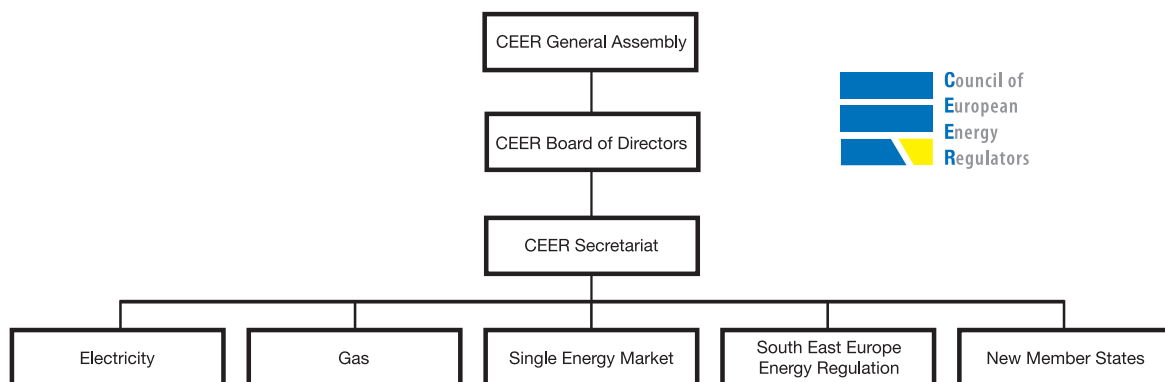 CEER General Assembly
Council of
European
Energy
Regulators
CEER Board of Directors
CEER Secretariat
Electricity
Gas
Single Energy Market
South East Europe
Energy Regulation
New Member States